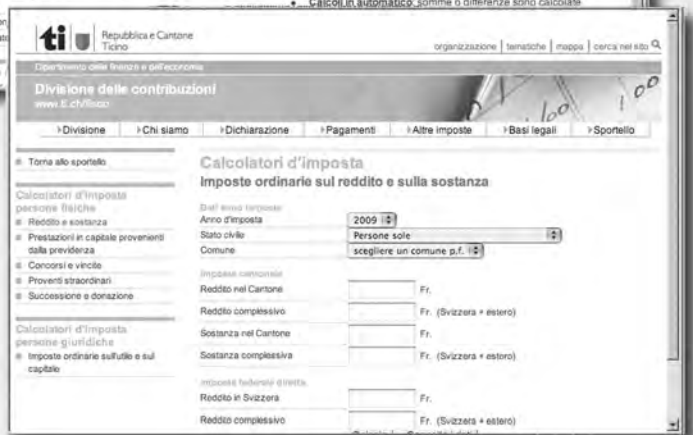 Calcoli in automatico: somme o differenze sono calcolate
ti
Repubblica e Cantone
Ticino
organizzazione | tematiche | mappa | cerca nel sito
Dipartimento delle finanze e dell'economia
Divisione delle contribuzioni
www.ti.ch/fisco
Divisione
Chi siamo
Dichiarazione
Pagamenti
Altre imposte
Basi legali
Sportello
Torna allo sportello
Calcolatori d'imposta
persone fisiche
Reddito e sostanza
Prestazioni in capitale provenienti
dalla previdenza
Concorsi e vincite
Proventi straordinari
Successione e donazione
Calcolatori d'imposta
persone giuridiche
Imposte ordinarie sull'utile e sul
capitale
Calcolatori d'imposta
Imposte ordinarie sul reddito e sulla sostanza
Anno d'imposta 2009
Stato civile Persone sole
Comune scegliere un comune p.f.
Imposta cantonale
Reddito nel Cantone Fr.
Reddito complessivo Fr. (Svizzera + estero)
Sostanza nel Cantone Fr.
Sostanza complessiva Fr. (Svizzera + estero)
Imposta federale diretta
Reddito in Svizzera Fr.
Reddito complessivo Fr. (Svizzera + estero)